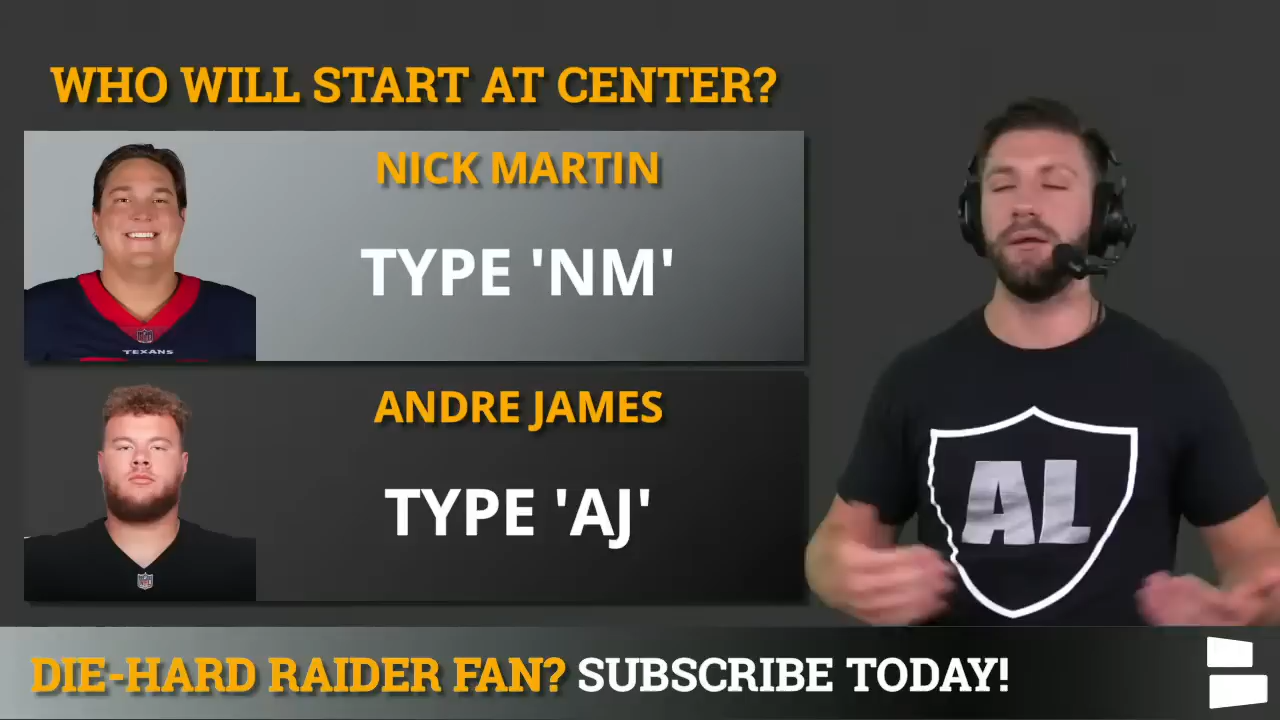 WHO WILL START AT CENTER?
NICK MARTIN
TYPE 'NM'
TEXANS
ANDRE JAMES
TYPE 'AJ'
AL
DIE-HARD RAIDER FAN? SUBSCRIBE TODAY!